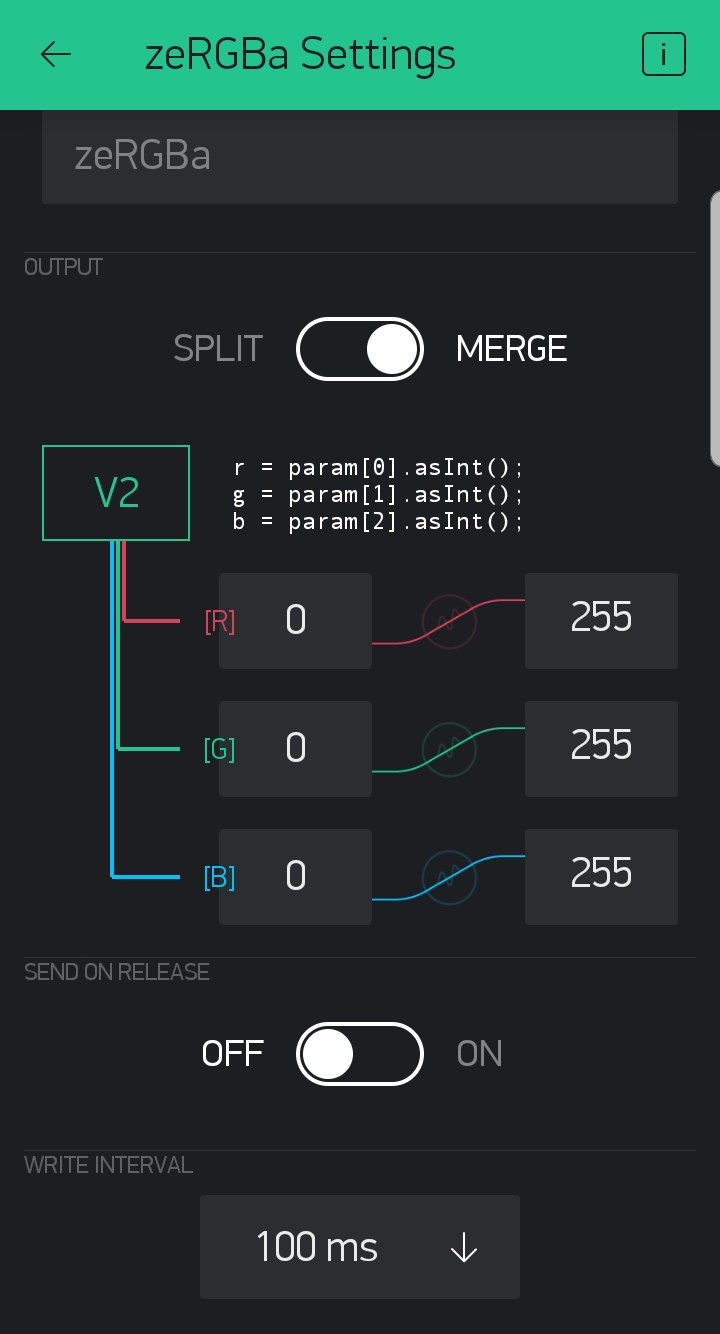 zeRGBa Settings
i
zeRGBa
OUTPUT
SPLIT MERGE
V2
r = param[0].asInt();
g = param[1].asInt();
b = param[2].asInt();
[R] 0 255
[G] 0 255
[B] 0 255
SEND ON RELEASE
OFF ON
WRITE INTERVAL
100 ms